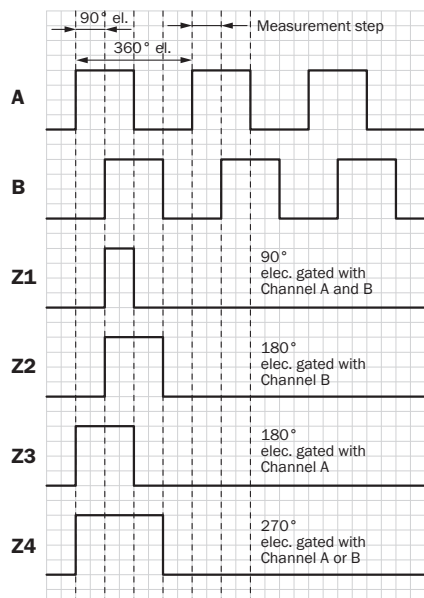 90° el.
Measurement step
360° el.
A
B
Z1
90°
elec. gated with
Channel A and B
Z2
180°
elec. gated with
Channel B
Z3
180°
elec. gated with
Channel A
Z4
270°
elec. gated with
Channel A or B